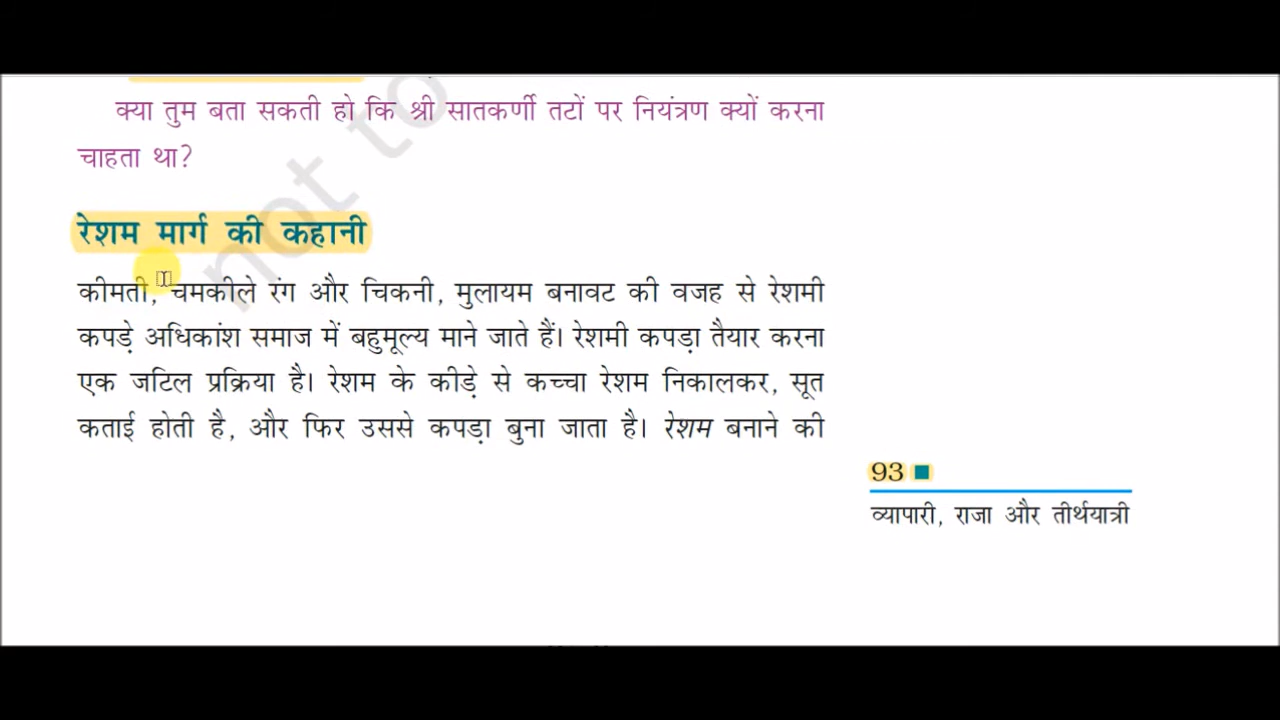 क्या तुम बता सकती हो कि श्री सातकर्णी तटों पर नियंत्रण क्यों करना
चाहता था?
not to
रेशम मार्ग की कहानी
कीमती, चमकीले रंग और चिकनी, मुलायम बनावट की वजह से रेशमी
कपड़े अधिकांश समाज में बहुमूल्य माने जाते हैं। रेशमी कपड़ा तैयार करना
एक जटिल प्रक्रिया है। रेशम के कीड़े से कच्चा रेशम निकालकर, सूत
कताई होती है, और फिर उससे कपड़ा बुना जाता है। रेशम बनाने की
93
व्यापारी, राजा और तीर्थयात्री